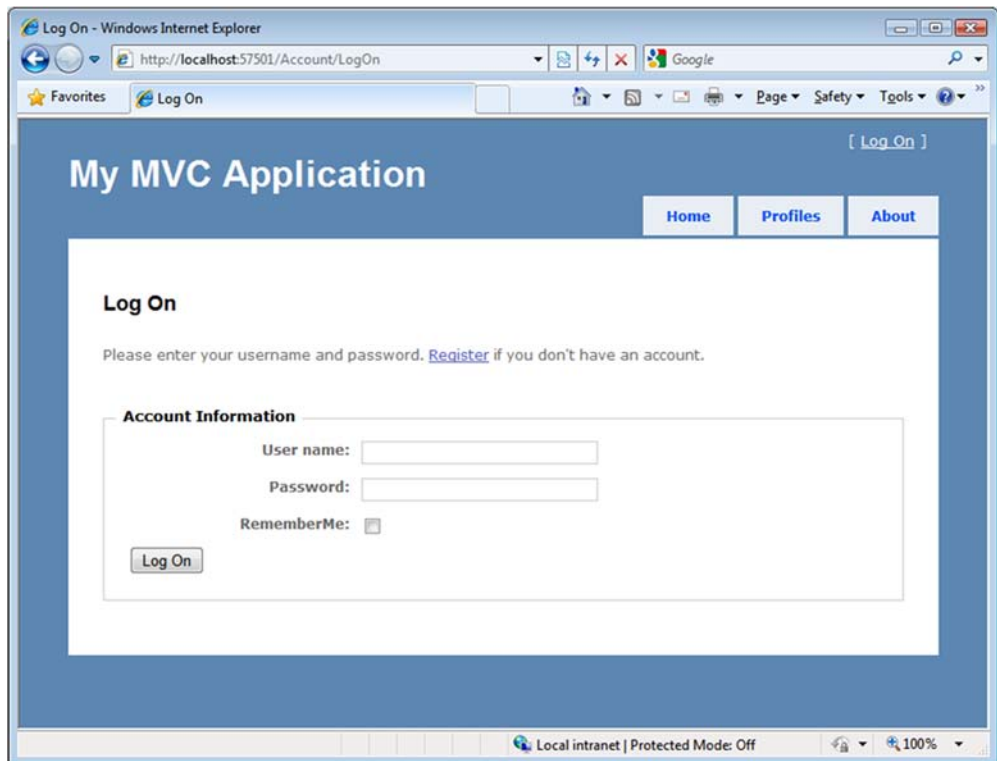 Log On - Windows Internet Explorer
http://localhost:57501/Account/LogOn
Google
Favorites
Log On
Page
Safety
Tools
[ Log On ]
My MVC Application
Home
Profiles
About
Log On
Please enter your username and password. Register if you don't have an account.
Account Information
User name:
Password:
RememberMe:
Log On
Local intranet | Protected Mode: Off
100%